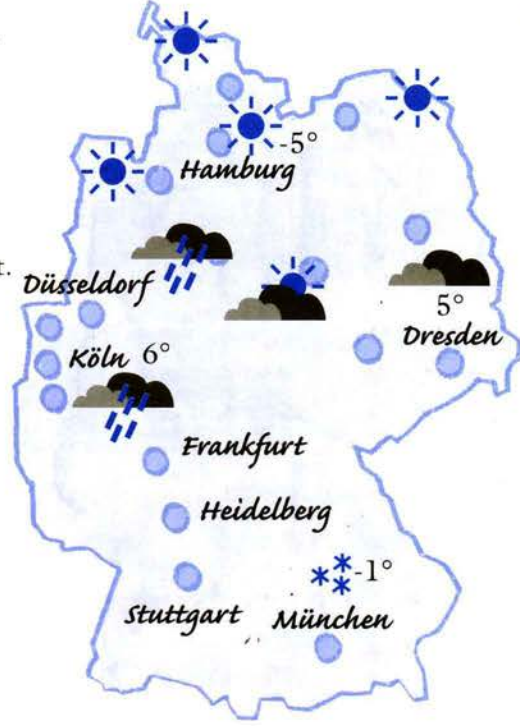 -5°
Hamburg
t.
Düsseldorf
5°
Dresden
Köln 6°
Frankfurt
Heidelberg
-1°
Stuttgart München